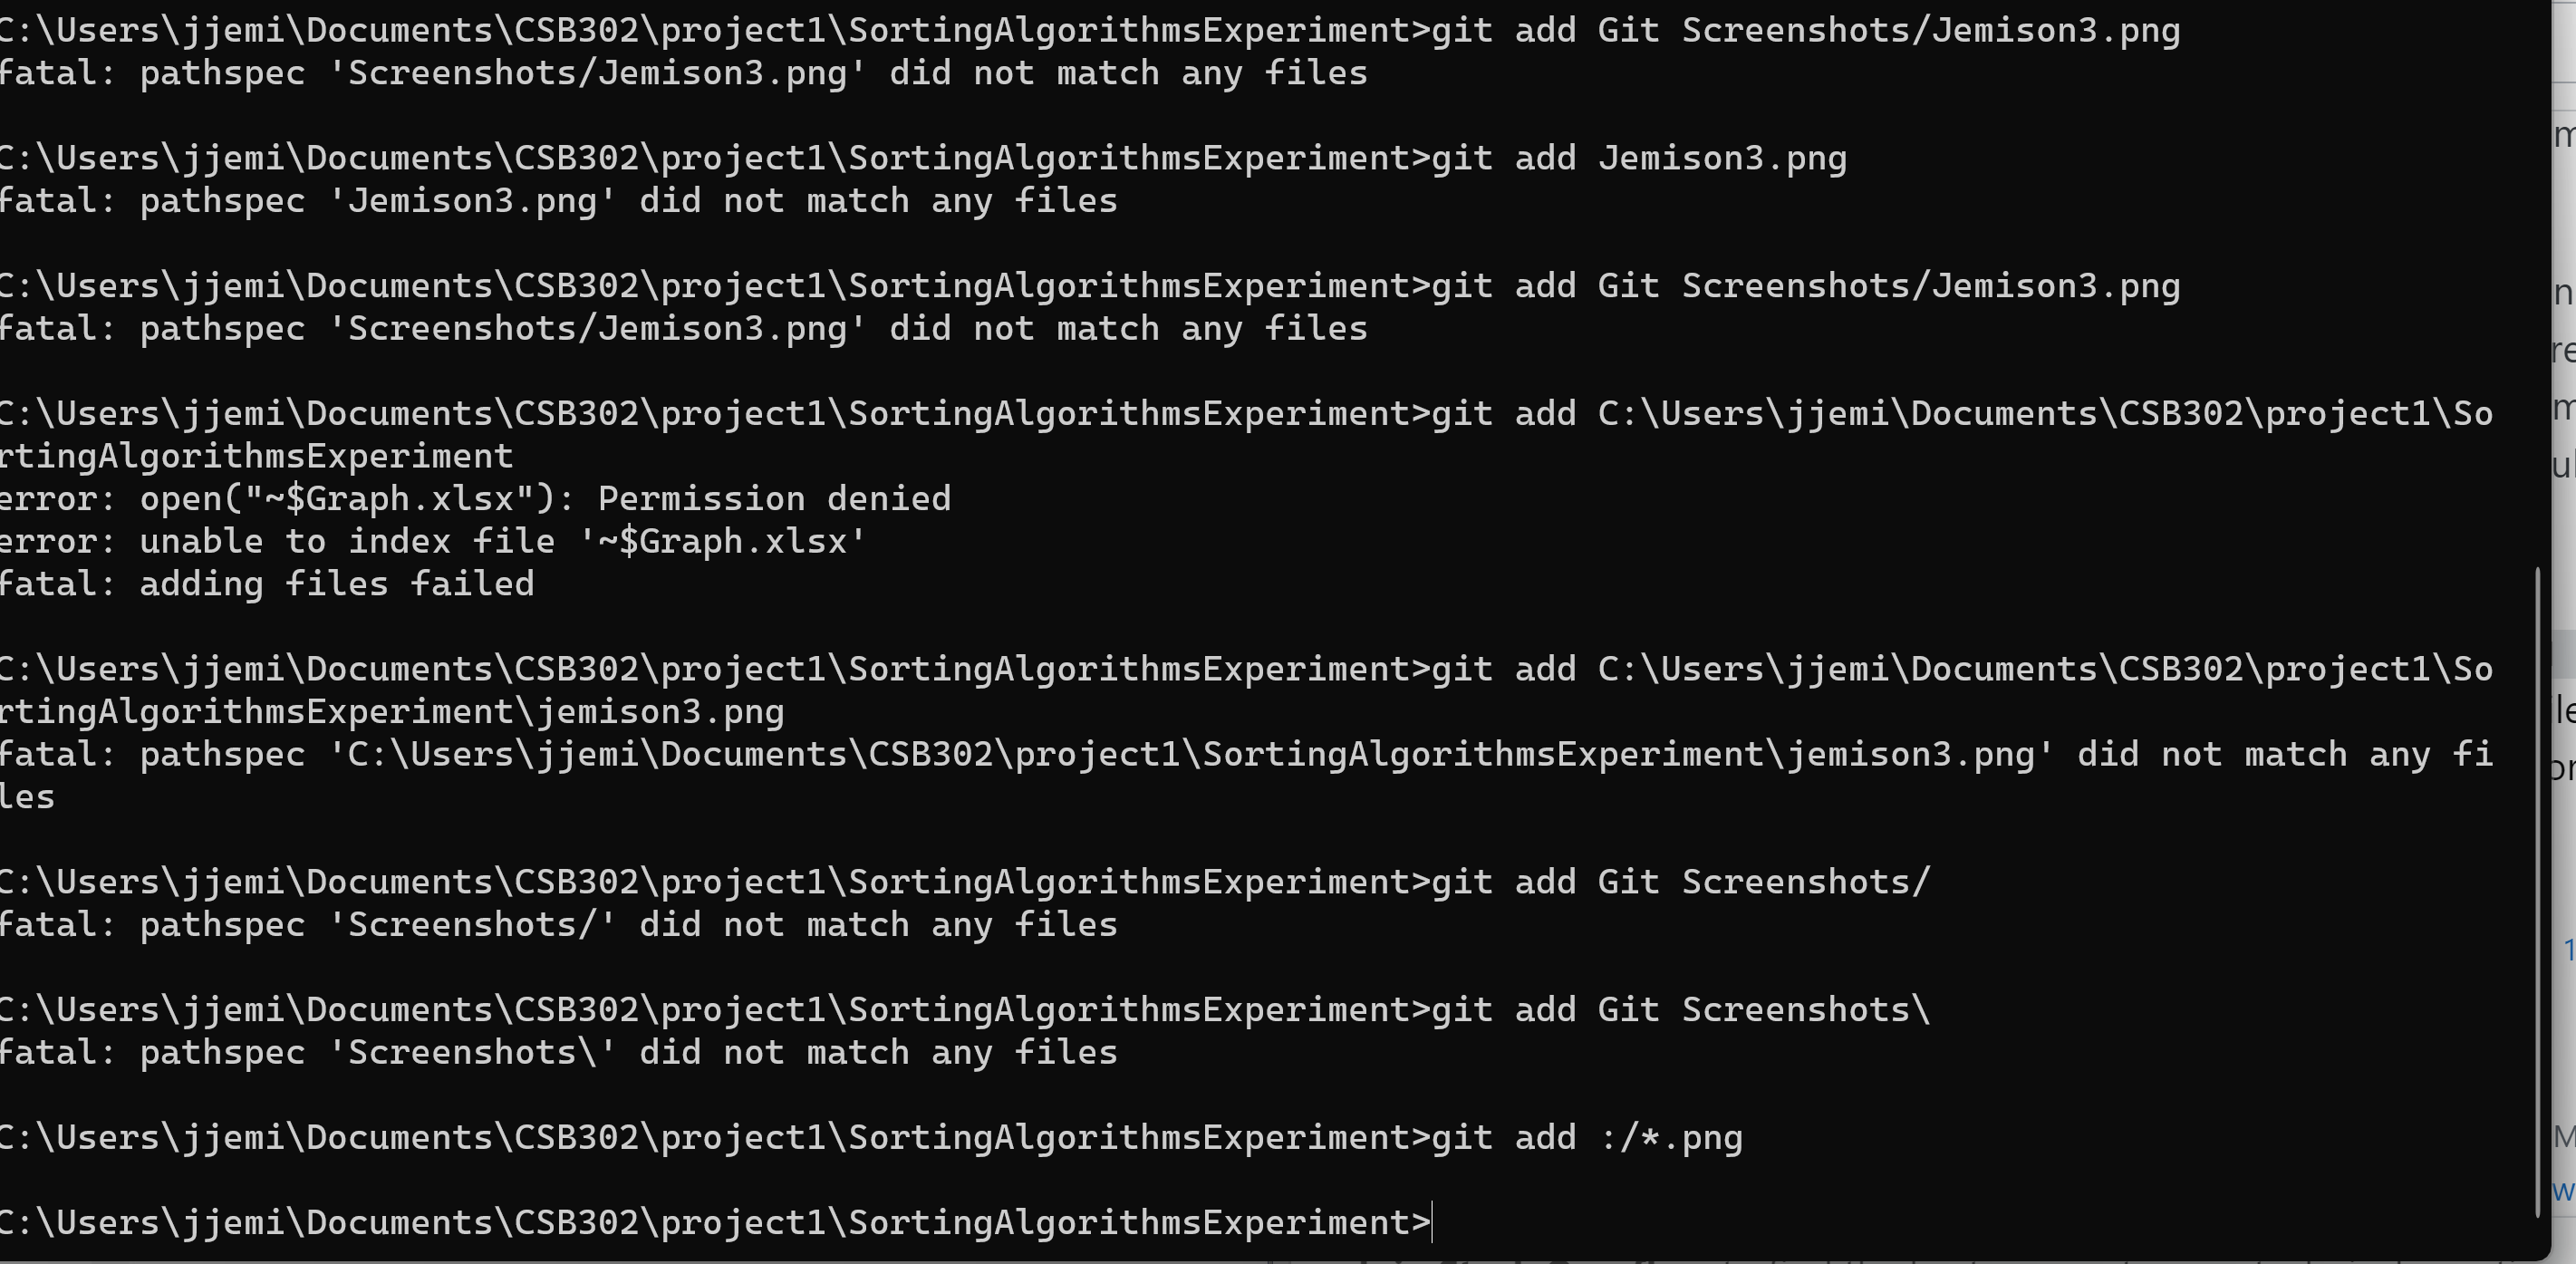 C:\Users\jjemi\Documents\CSB302\project1\SortingAlgorithmsExperiment>git add Git Screenshots/Jemison3.png
fatal: pathspec 'Screenshots/Jemison3.png' did not match any files
C:\Users\jjemi\Documents\CSB302\project1\SortingAlgorithmsExperiment>git add Jemison3.png
fatal: pathspec 'Jemison3.png' did not match any files
C:\Users\jjemi\Documents\CSB302\project1\SortingAlgorithmsExperiment>git add Git Screenshots/Jemison3.png
fatal: pathspec 'Screenshots/Jemison3.png' did not match any files
C:\Users\jjemi\Documents\CSB302\project1\SortingAlgorithmsExperiment>git add C:\Users\jjemi\Documents\CSB302\project1\So
rtingAlgorithmsExperiment
error: open("~$Graph.xlsx"): Permission denied
error: unable to index file '~$Graph.xlsx'
fatal: adding files failed
C:\Users\jjemi\Documents\CSB302\project1\SortingAlgorithmsExperiment>git add C:\Users\jjemi\Documents\CSB302\project1\So
rtingAlgorithmsExperiment\jemison3.png
fatal: pathspec 'C:\Users\jjemi\Documents\CSB302\project1\SortingAlgorithmsExperiment\jemison3.png' did not match any fi
les
C:\Users\jjemi\Documents\CSB302\project1\SortingAlgorithmsExperiment>git add Git Screenshots/
fatal: pathspec 'Screenshots/' did not match any files
C:\Users\jjemi\Documents\CSB302\project1\SortingAlgorithmsExperiment>git add Git Screenshots\
fatal: pathspec 'Screenshots\' did not match any files
C:\Users\jjemi\Documents\CSB302\project1\SortingAlgorithmsExperiment>git add :/*.png
C:\Users\jjemi\Documents\CSB302\project1\SortingAlgorithmsExperiment>